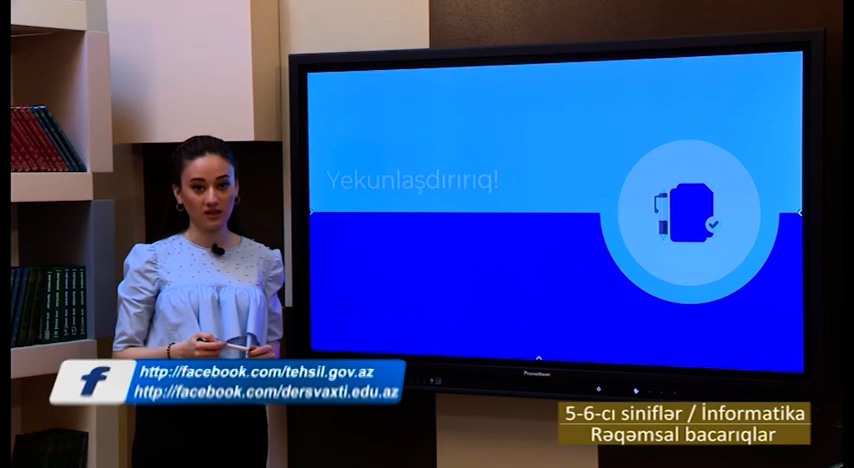 Yekunlaşdırırıq!
Promethean
http://facebook.com/tehsil.gov.az
http://facebook.com/dersvaxti.edu.az
5-6-cı siniflər / İnformatika
Rəqəmsal bacarıqlar